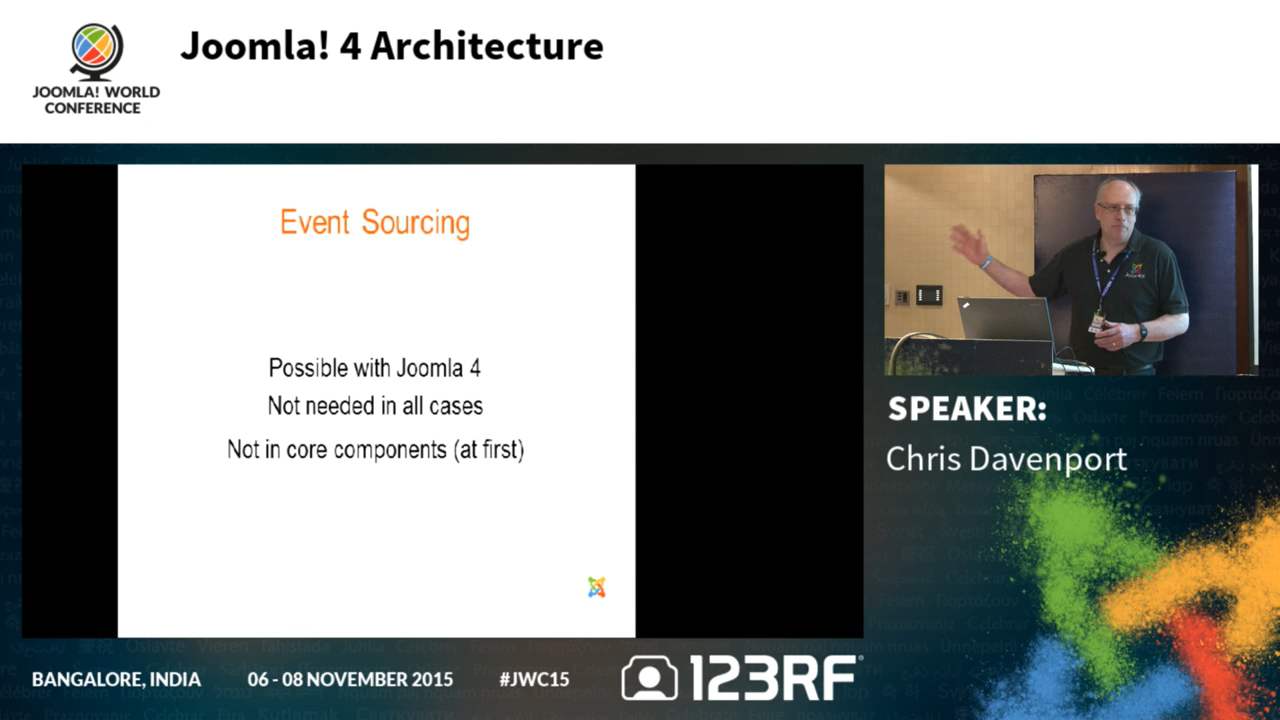 Joomla! 4 Architecture
JOOMLA! WORLD
CONFERENCE
Event Sourcing
Possible with Joomla 4
Not needed in all cases
Not in core components (at first)
SPEAKER:
Chris Davenport
BANGALORE, INDIA
06 - 08 NOVEMBER 2015
#JWC15
123RF